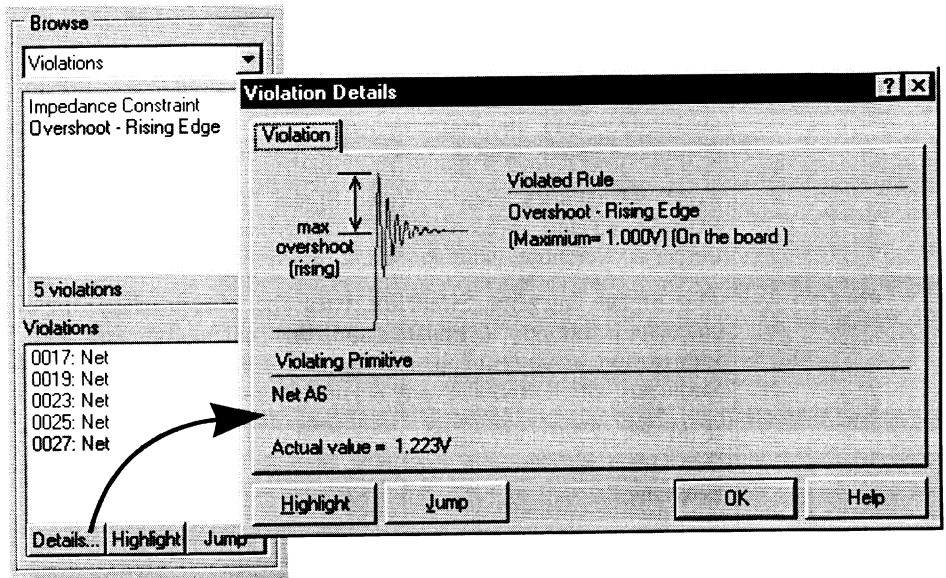 Browse
Violations
Impedance Constraint
Overshoot - Rising Edge
5 violations
Violations
0017: Net
0019: Net
0023: Net
0025: Net
0027: Net
Details...
Highlight
Jump
Violation Details
?
Violation
max
overshoot
(rising)
Violated Rule
Overshoot - Rising Edge
(Maximium= 1.000V) (On the board )
Violating Primitive
Net A6
Actual value = 1.223V
Highlight
Jump
OK
Help